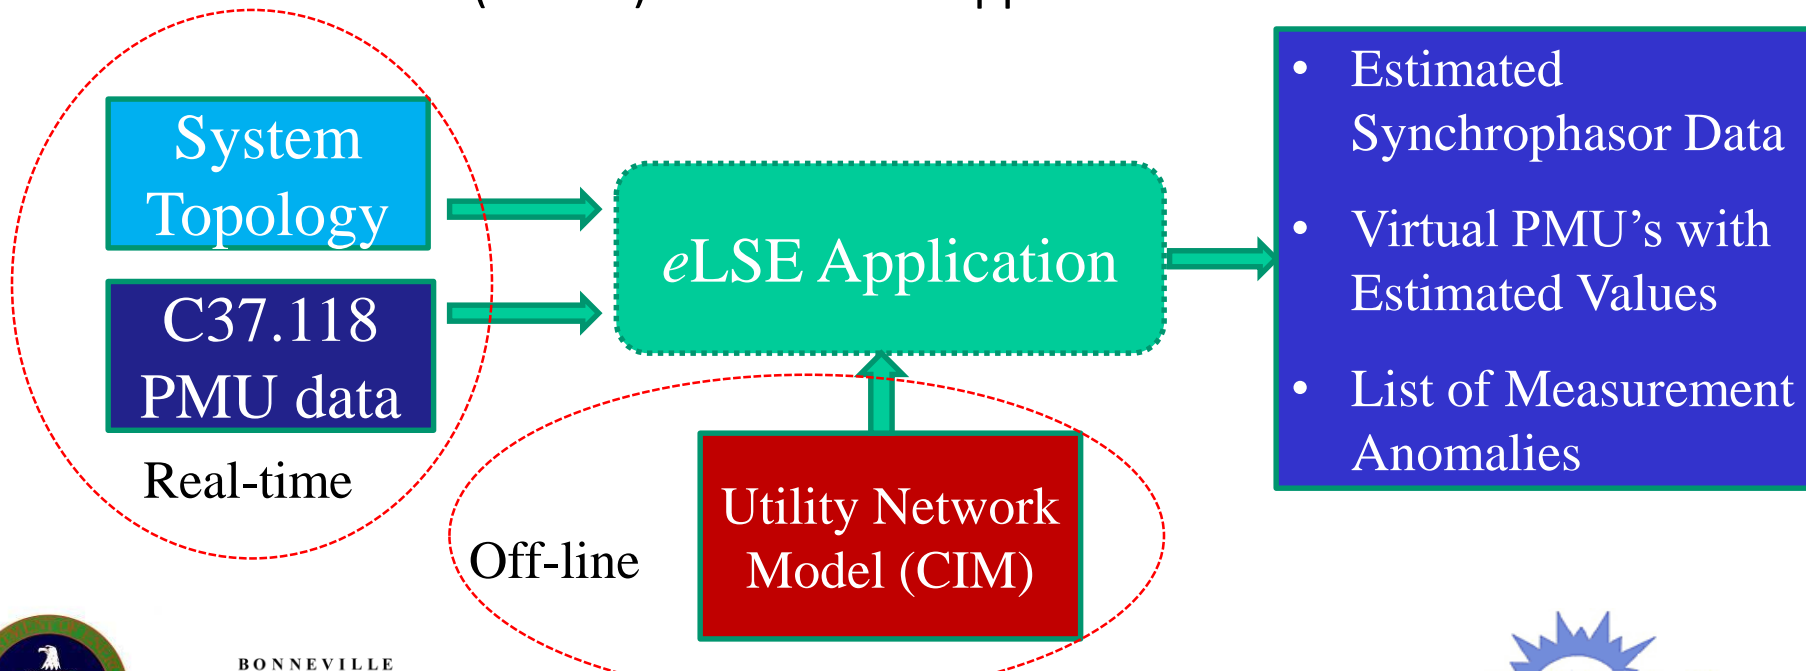 System
Topology
C37.118
PMU data
Real-time
eLSE Application
Off-line
Utility Network
Model (CIM)
• Estimated
Synchrophasor Data
• Virtual PMU's with
Estimated Values
• List of Measurement
Anomalies
BONNEVILLE